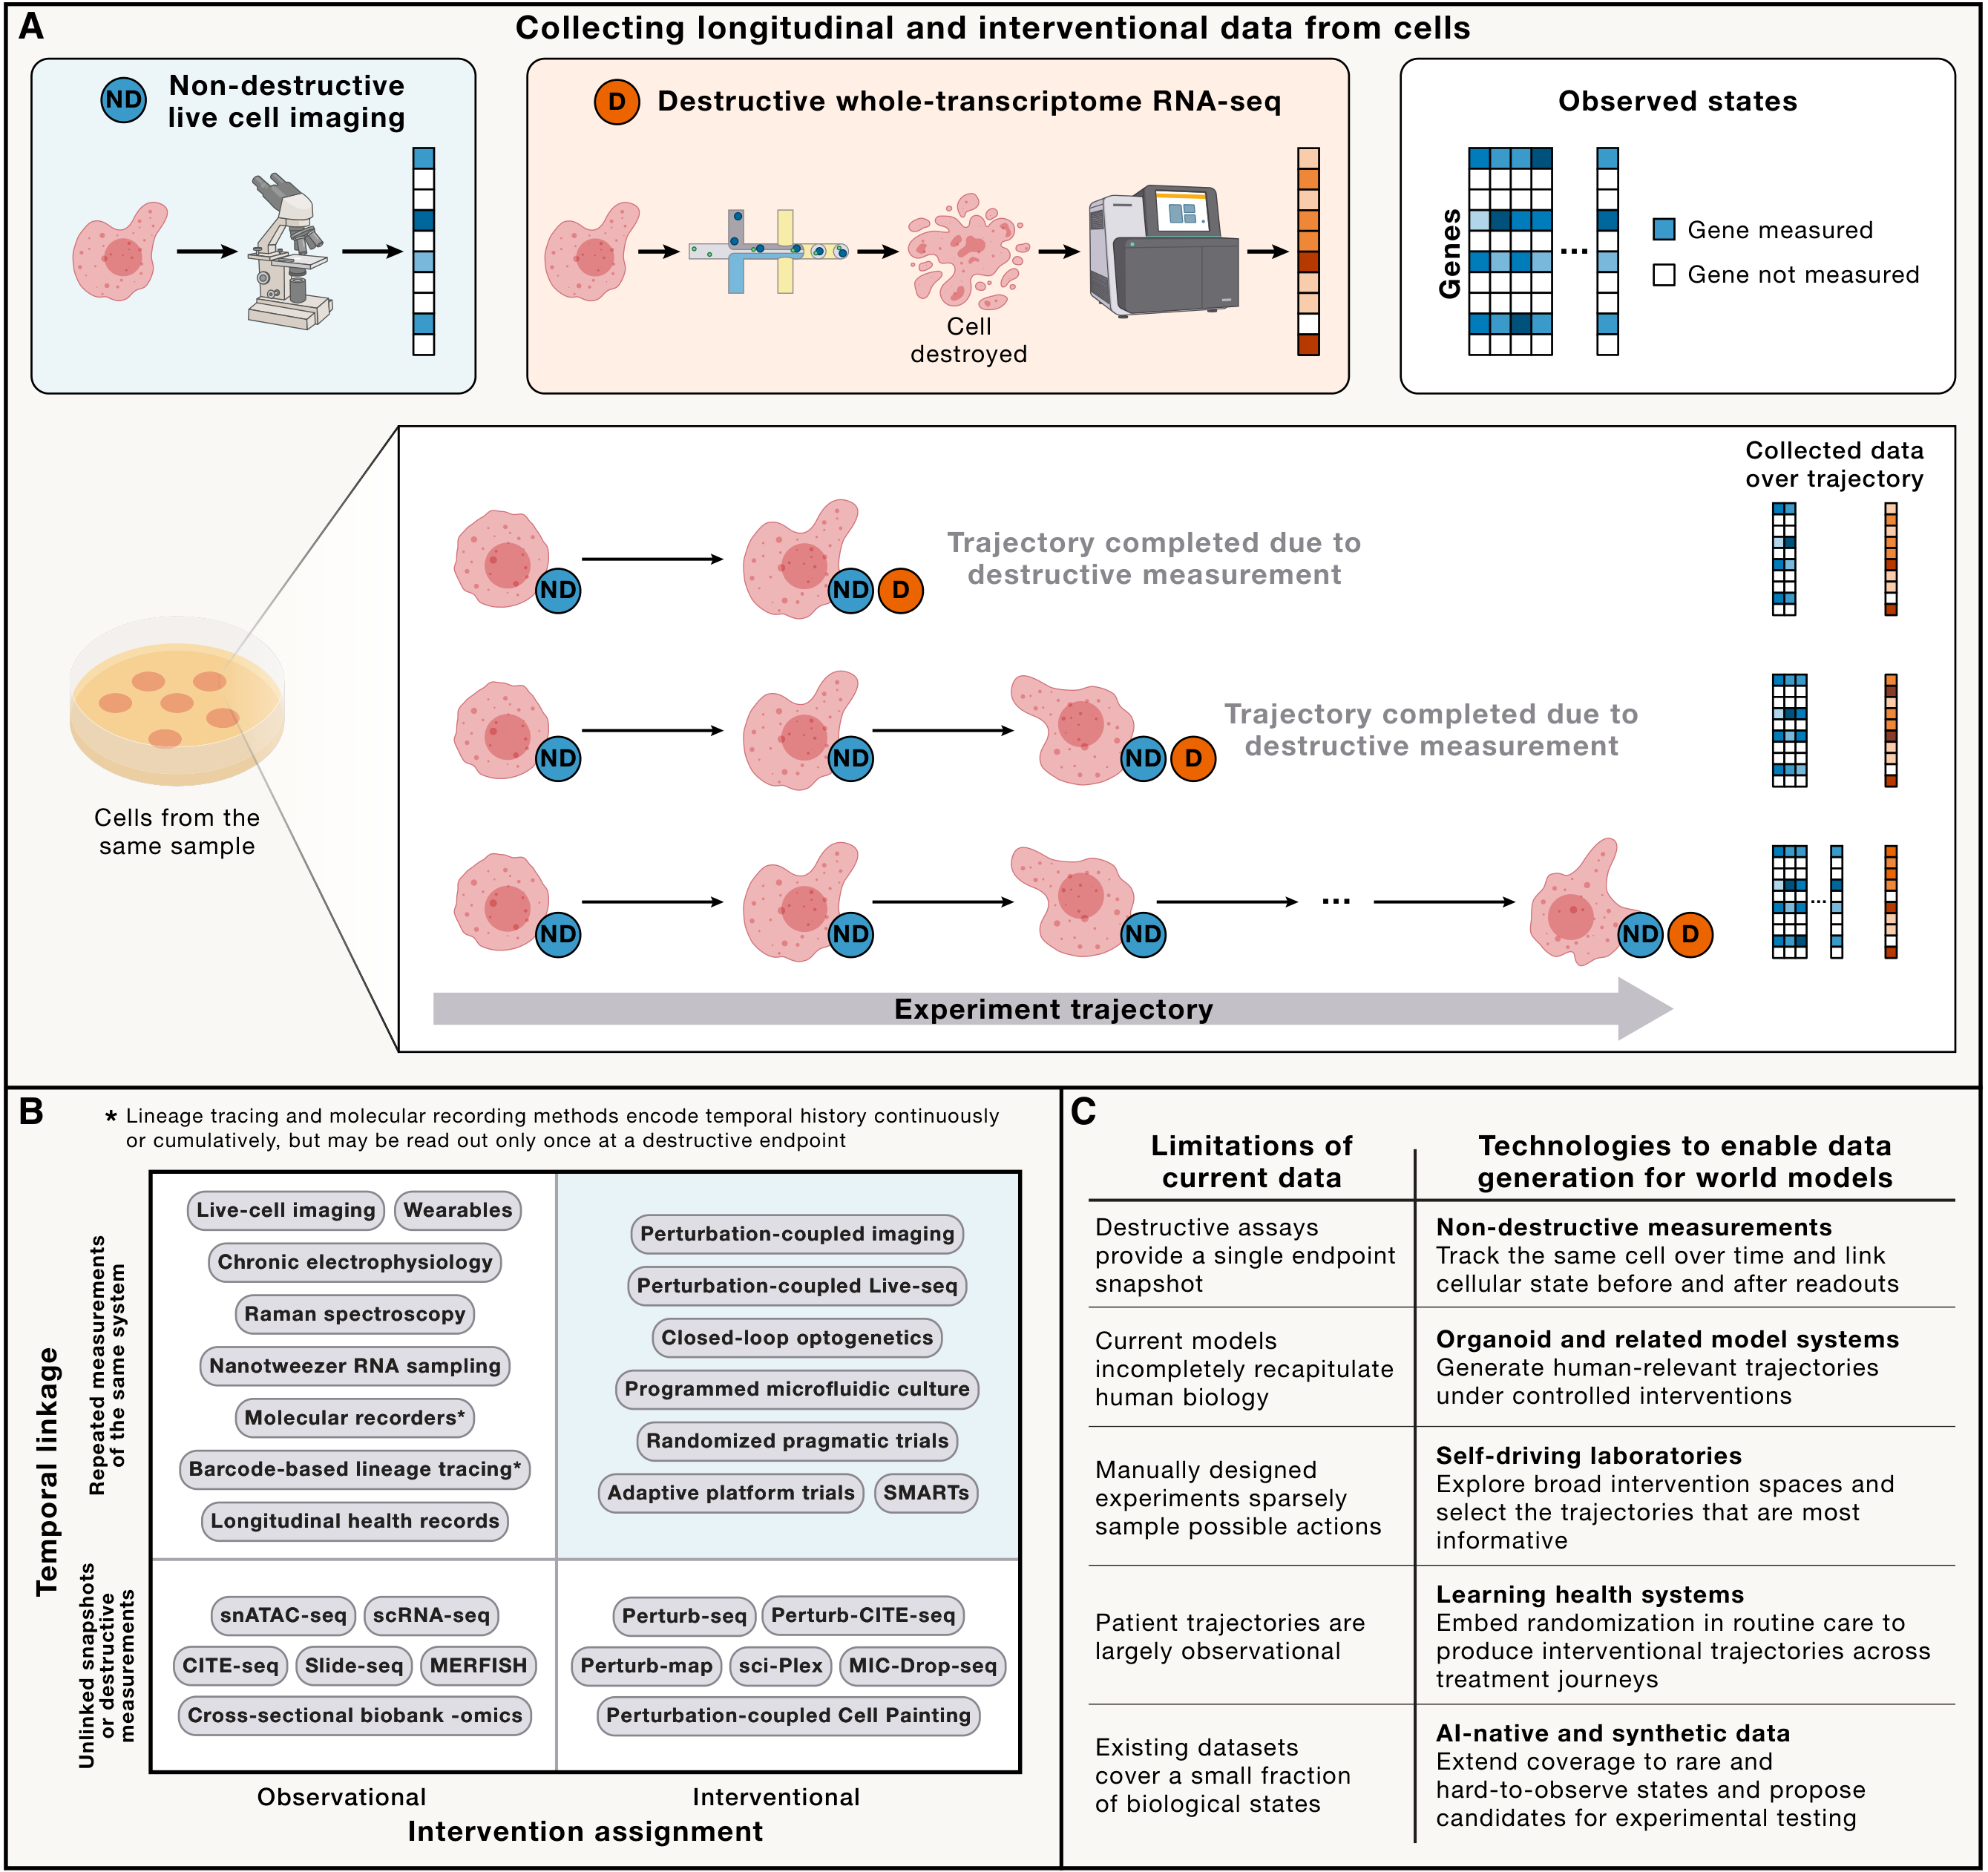 A
Collecting longitudinal and interventional data from cells
ND
Non-destructive
live cell imaging
D
Destructive whole-transcriptome RNA-seq
Cell
destroyed
Observed states
Genes
...
Gene measured
Gene not measured
Collected data
over trajectory
ND
ND
D
Trajectory completed due to
destructive measurement
ND
ND
ND
D
Trajectory completed due to
destructive measurement
Cells from the
same sample
ND
ND
ND
...
ND
D
...
Experiment trajectory
B
* Lineage tracing and molecular recording methods encode temporal history continuously
or cumulatively, but may be read out only once at a destructive endpoint
Temporal linkage
Repeated measurements
of the same system
Live-cell imaging
Wearables
Chronic electrophysiology
Raman spectroscopy
Nanotweezer RNA sampling
Molecular recorders*
Barcode-based lineage tracing*
Longitudinal health records
Perturbation-coupled imaging
Perturbation-coupled Live-seq
Closed-loop optogenetics
Programmed microfluidic culture
Randomized pragmatic trials
Adaptive platform trials
SMARTs
Unlinked snapshots
or destructive
measurements
snATAC-seq
scRNA-seq
CITE-seq
Slide-seq
MERFISH
Cross-sectional biobank -omics
Perturb-seq
Perturb-CITE-seq
Perturb-map
sci-Plex
MIC-Drop-seq
Perturbation-coupled Cell Painting
Observational
Interventional
Intervention assignment
C
Limitations of
current data
Technologies to enable data
generation for world models
Destructive assays
provide a single endpoint
snapshot
Non-destructive measurements
Track the same cell over time and link
cellular state before and after readouts
Current models
incompletely recapitulate
human biology
Organoid and related model systems
Generate human-relevant trajectories
under controlled interventions
Manually designed
experiments sparsely
sample possible actions
Self-driving laboratories
Explore broad intervention spaces and
select the trajectories that are most
informative
Patient trajectories are
largely observational
Learning health systems
Embed randomization in routine care to
produce interventional trajectories across
treatment journeys
Existing datasets
cover a small fraction
of biological states
AI-native and synthetic data
Extend coverage to rare and
hard-to-observe states and propose
candidates for experimental testing